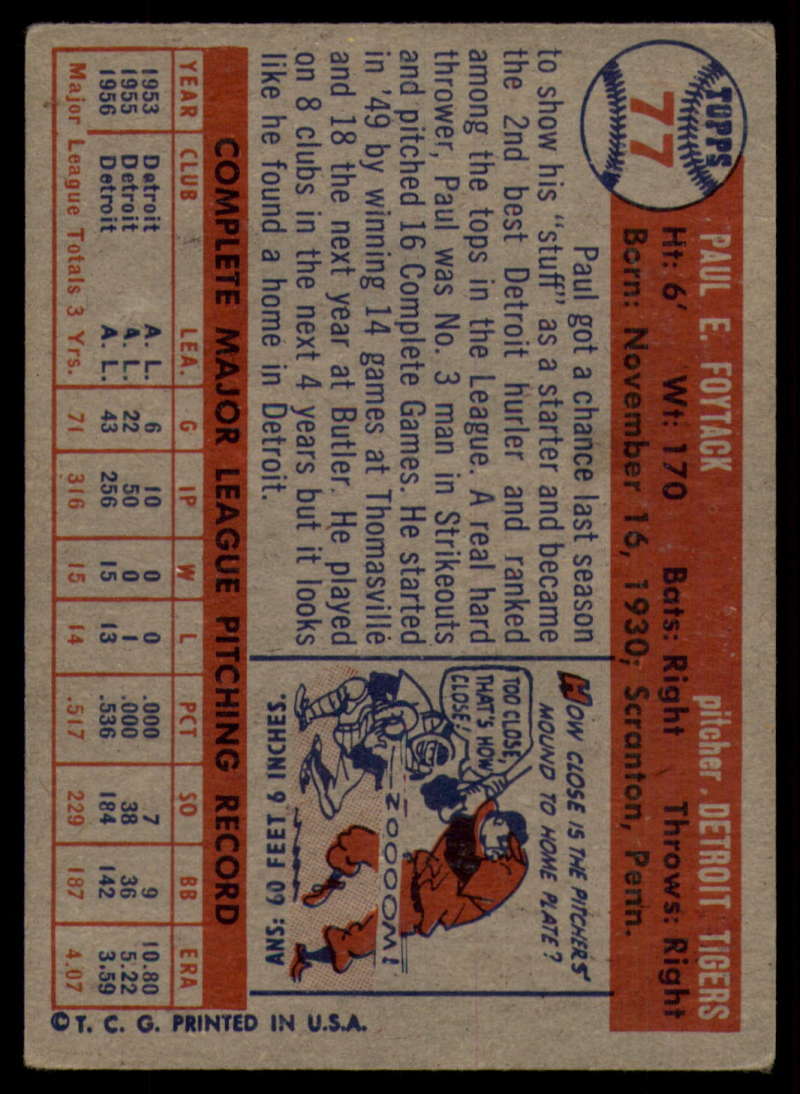 TOPPS
77
PAUL E. FOYTACK pitcher, DETROIT TIGERS
Ht: 6' Wt: 170 Bats: Right Throws: Right
Born: November 16, 1930; Scranton, Penn.
Paul got a chance last season
to show his "stuff" as a starter and became
the 2nd best Detroit hurler and ranked
among the tops in the League. A real hard
thrower, Paul was No. 3 man in Strikeouts
and pitched 16 Complete Games. He started
in '49 by winning 14 games at Thomasville
and 18 the next year at Butler. He played
on 8 clubs in the next 4 years but it looks
like he found a home in Detroit.
HOW CLOSE IS THE PITCHERS'
MOUND TO HOME PLATE?
TOO CLOSE,
THAT'S HOW
CLOSE!
ZOOOOOM!
ANS: 60 FEET 6 INCHES.
COMPLETE MAJOR LEAGUE PITCHING RECORD
YEAR CLUB LEA. G IP W L PCT SO BB ERA
1953 Detroit A. L. 6 10 0 0 .000 7 9 10.80
1955 Detroit A. L. 22 50 0 1 .000 38 36 5.22
1956 Detroit A. L. 43 256 15 13 .536 184 142 3.59
Major League Totals 3 Yrs. 71 316 15 14 .517 229 187 4.07
© T. C. G. PRINTED IN U.S.A.